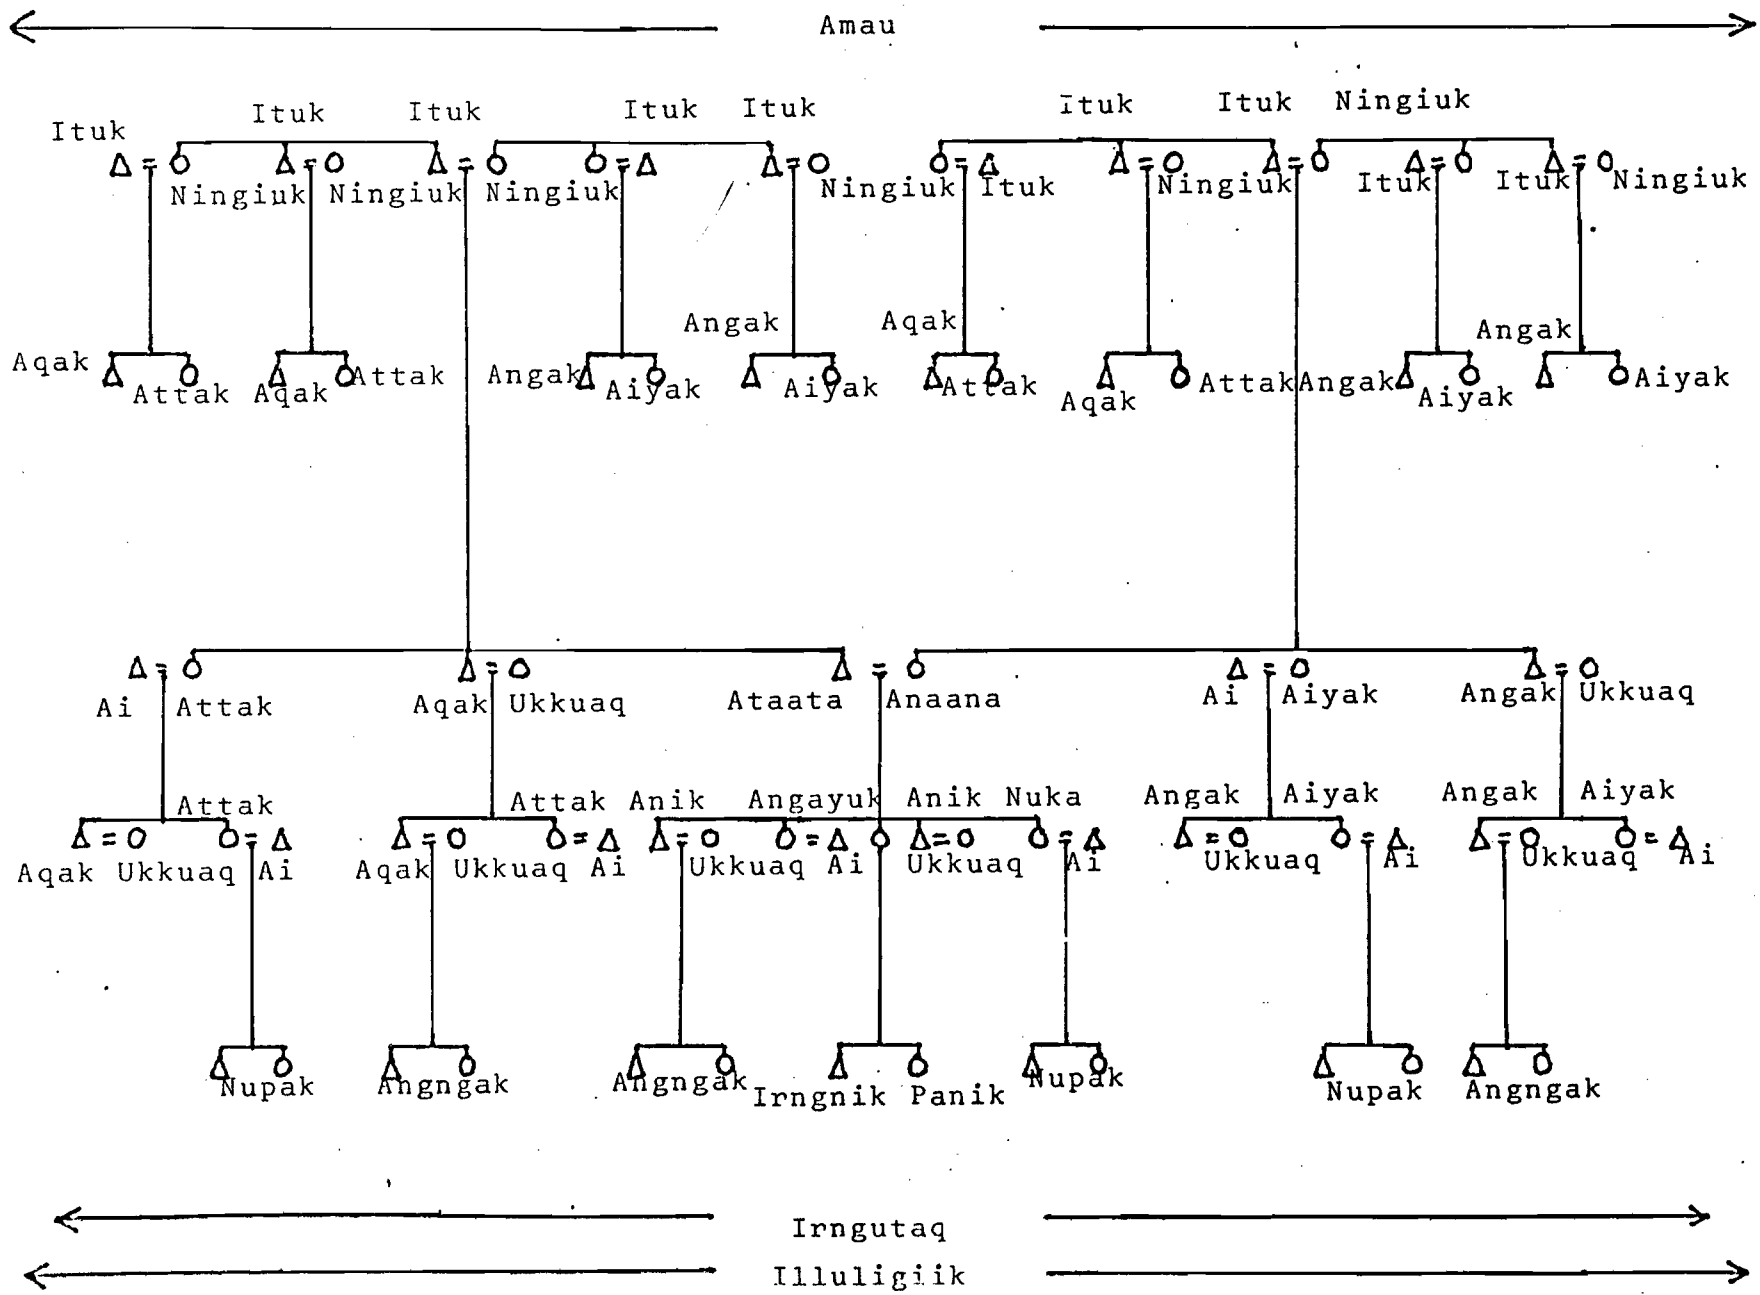 Amau
Ituk Ituk Ituk Ituk Ituk Ituk Ituk Ningiuk
Ningiuk Ningiuk Ningiuk Ningiuk Ituk Ningiuk Ituk Ituk Ningiuk
Angak Aqak Angak
Aqak Attak Aqak Attak Angak Aiyak Aiyak Attak Aqak Attak Angak Aiyak Aiyak
Ai Attak Aqak Ukkuaq Ataata Anaana Ai Aiyak Angak Ukkuaq
Attak Attak Anik Angayuk Anik Nuka Angak Aiyak Angak Aiyak
Aqak Ukkuaq Ai Aqak Ukkuaq Ai Ukkuaq Ai Ukkuaq Ai Ukkuaq Ai Ukkuaq Ai
Nupak Angngak Angngak Irngnik Panik Nupak Nupak Angngak
Irngutaq
Illuligiik